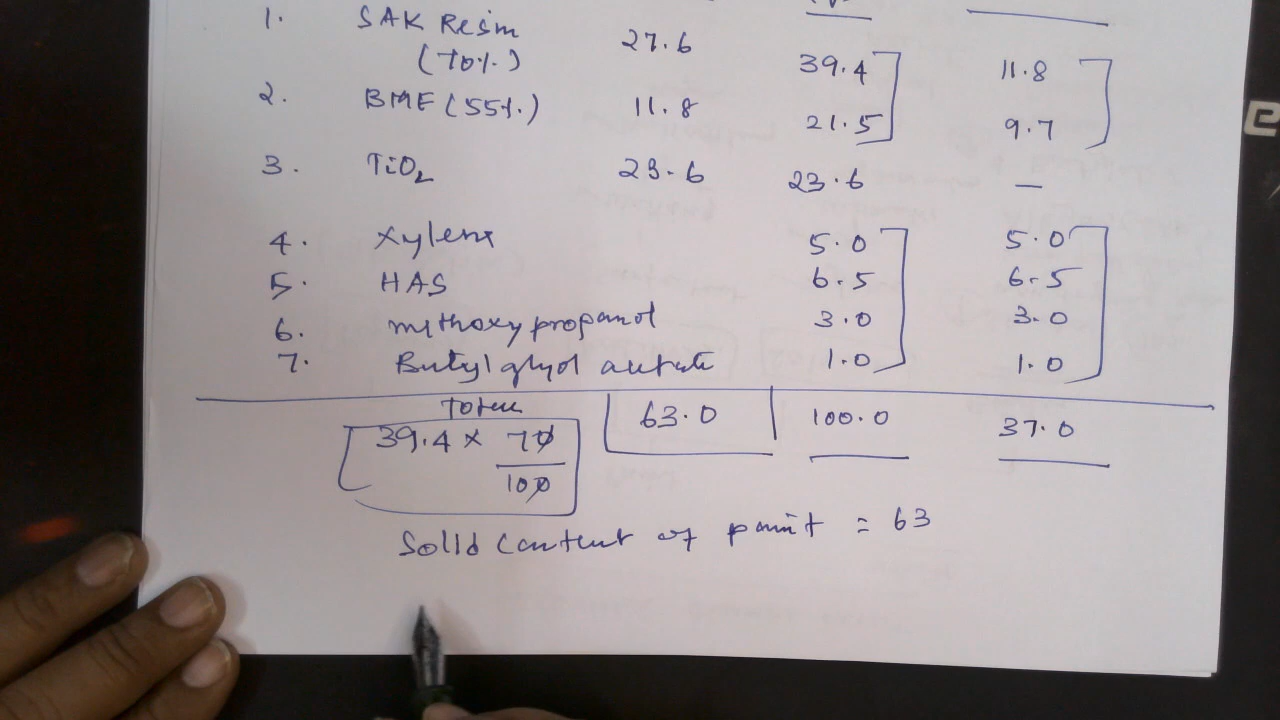 1. SAK Resin 27.6
(70%) 39.4 11.8
2. BMF (55%) 11.8 21.5 9.7
3. TiO2 23.6 23.6 —
4. Xylene 5.0 5.0
5. HAS 6.5 6.5
6. methoxy propanol 3.0 3.0
7. Butyl glycol acetate 1.0 1.0
Total 63.0 100.0 37.0
39.4 × 70
100
Solid Content of paint = 63